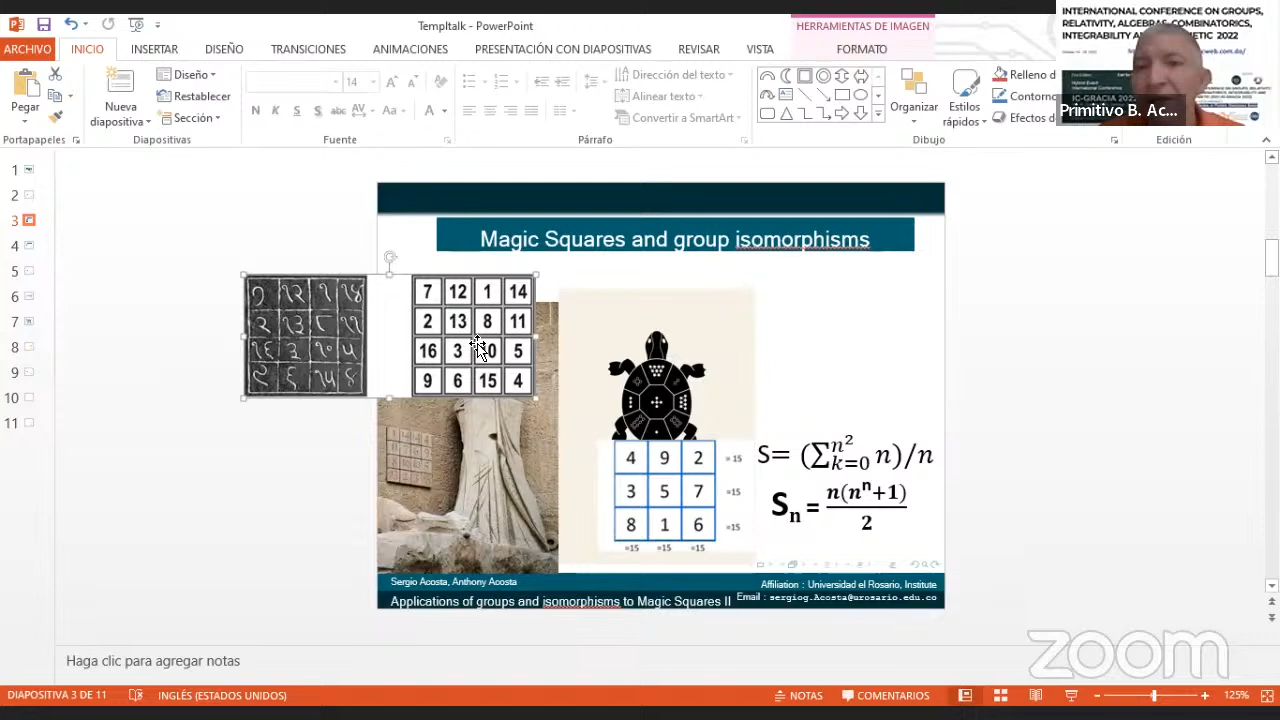 Templtalk - PowerPoint
HERRAMIENTAS DE IMAGEN
ARCHIVO INICIO INSERTAR DISEÑO TRANSICIONES ANIMACIONES PRESENTACIÓN CON DIAPOSITIVAS REVISAR VISTA FORMATO
INTERNATIONAL CONFERENCE ON GROUPS,
RELATIVITY, ALGEBRAS, COMBINATORICS,
2022
Primitivo B. Ac...
Pegar
Nueva
diapositiva
Diseño
Restablecer
Sección
14
N K S S
Dirección del texto
Convertir a SmartArt
Organizar
Estilos
rápidos
Relleno d
Efectos de
Portapapeles Diapositivas Fuente Párrafo Dibujo Edición
1
2
3
4
5
6
7
8
9
10
11
Magic Squares and group isomorphisms
7 12 1 14
2 13 8 11
16 3 0 5
9 6 15 4
4 9 2 = 15
3 5 7 =15
8 1 6 =15
=15 =15 =15
S= (∑_{k=0}^{n^2} n)/n
S_n = n(n^n+1)/2
Sergio Acosta, Anthony Acosta
Applications of groups and isomorphisms to Magic Squares II
Affiliation : Universidad el Rosario, Institute
Email : sergiog.Acosta@urosario.edu.co
Haga clic para agregar notas
zoom
DIAPOSITIVA 3 DE 11 INGLÉS (ESTADOS UNIDOS) NOTAS COMENTARIOS 125%